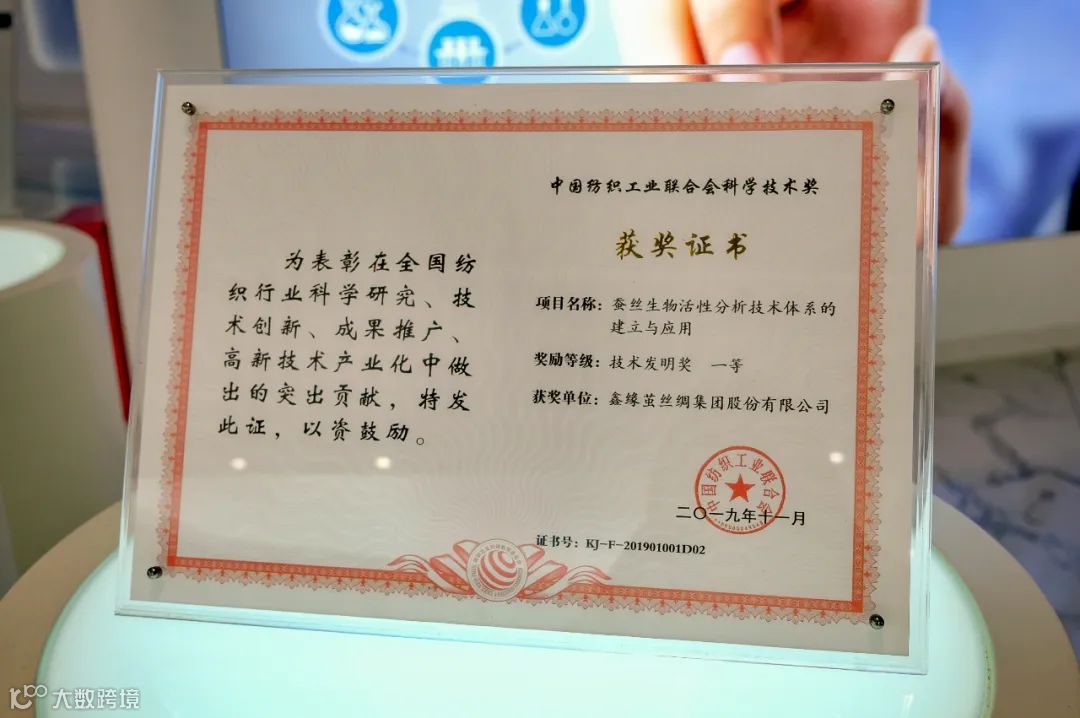 为表彰在全国纺
织行业科学研究、技
术创新、成果推广、
高新技术产业化中做
出的突出贡献，特发
此证，以资鼓励。
中国纺织工业联合会科学技术奖
获奖证书
项目名称：蚕丝生物活性分析技术体系的
建立与应用
奖励等级：技术发明奖 一等
获奖单位：鑫缘茧丝绸集团股份有限公司
中国纺织工业联合会
二〇一九年十一月
证书号：KJ-F-201901001D02
大数跨境